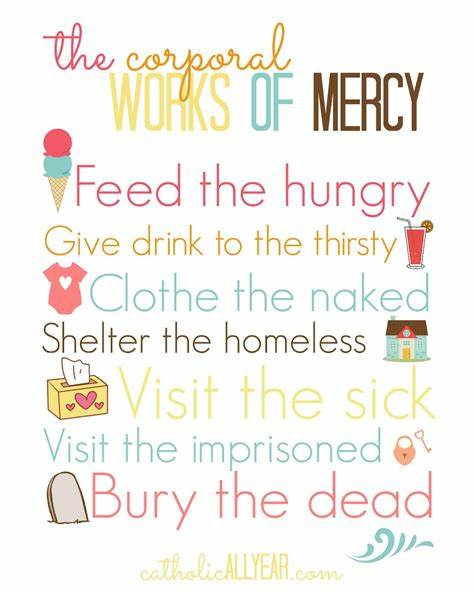 the corporal
WORKS OF MERCY
Feed the hungry
Give drink to the thirsty
Clothe the naked
Shelter the homeless
Visit the sick
Visit the imprisoned
Bury the dead
catholicALLYEAR.com